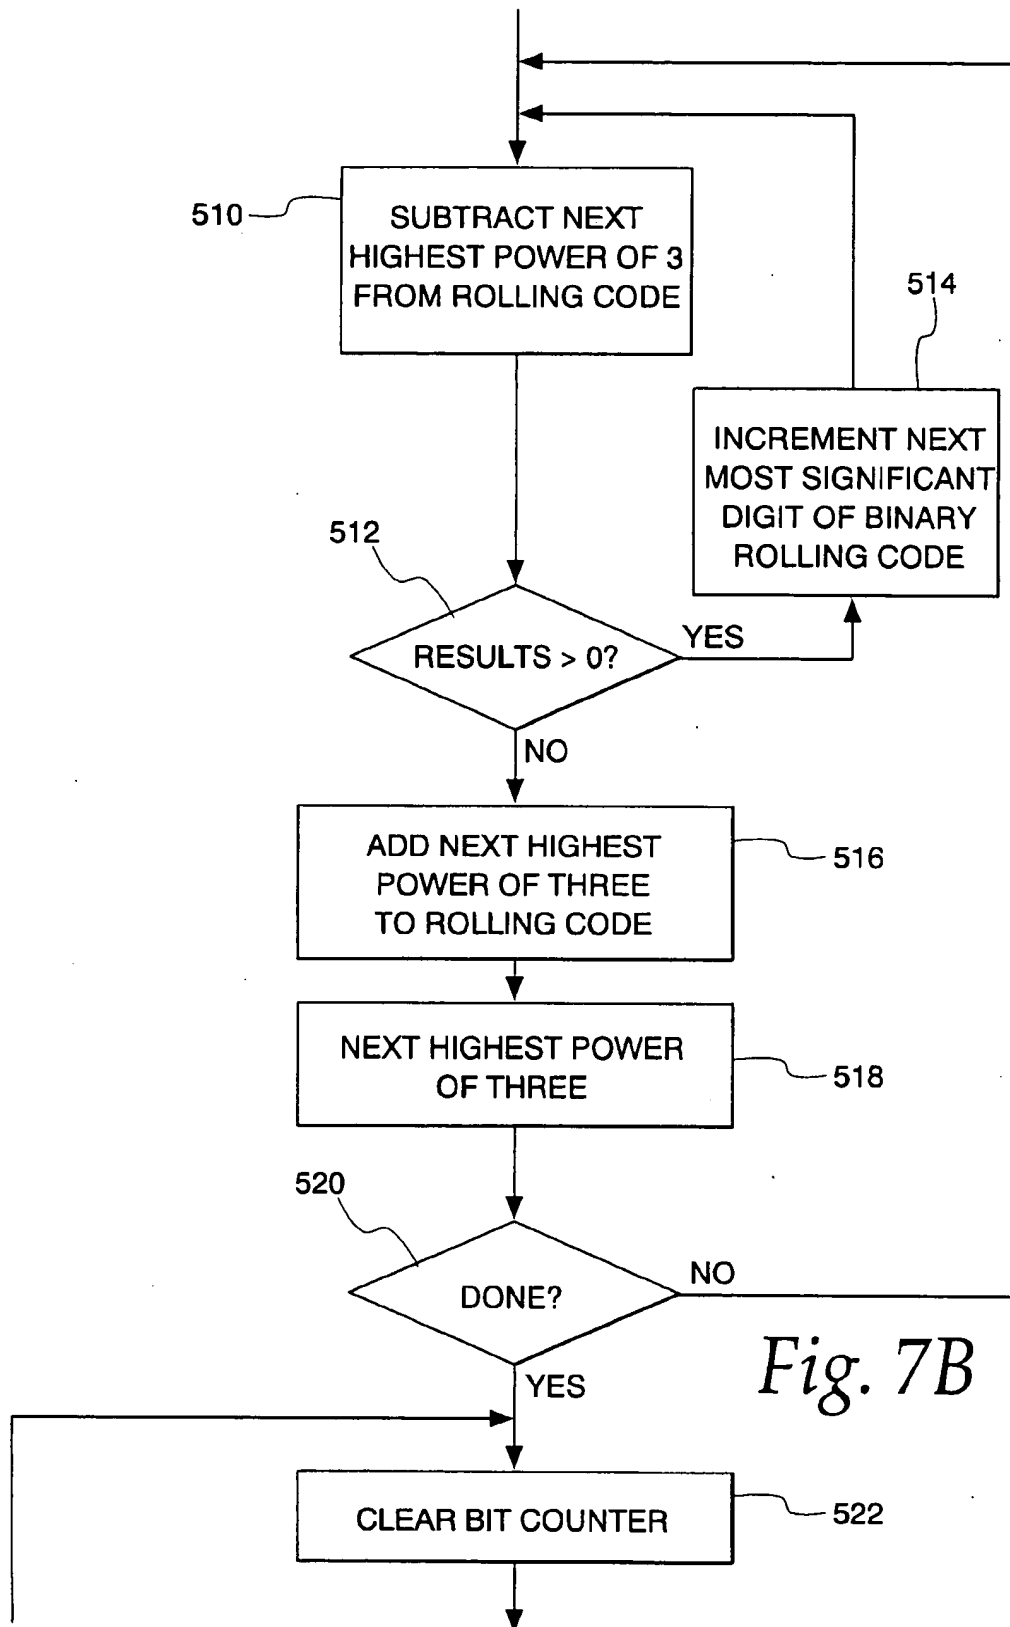 510
SUBTRACT NEXT
HIGHEST POWER OF 3
FROM ROLLING CODE
514
INCREMENT NEXT
MOST SIGNIFICANT
DIGIT OF BINARY
ROLLING CODE
512
RESULTS > 0?
YES
NO
ADD NEXT HIGHEST
POWER OF THREE
TO ROLLING CODE
516
NEXT HIGHEST POWER
OF THREE
518
520
DONE?
NO
YES
Fig. 7B
CLEAR BIT COUNTER
522